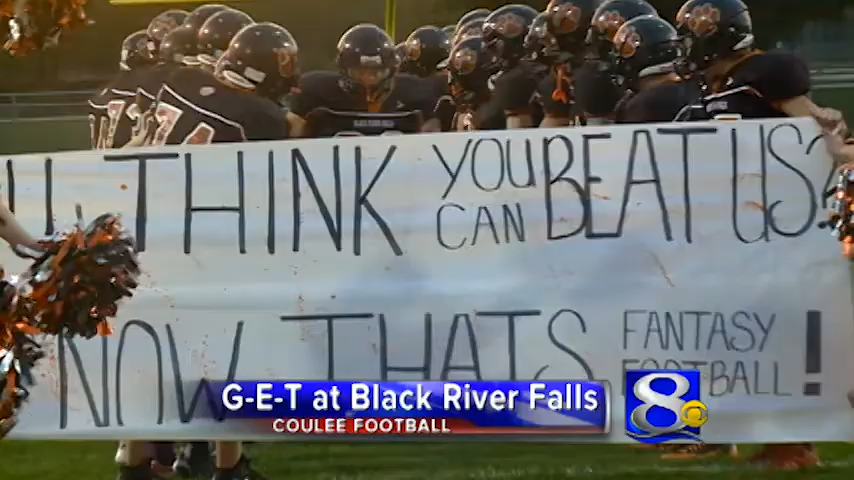 U THINK YOU CAN BEAT US?
NOW THATS FANTASY FOOTBALL!
G-E-T at Black River Falls
COULEE FOOTBALL
8